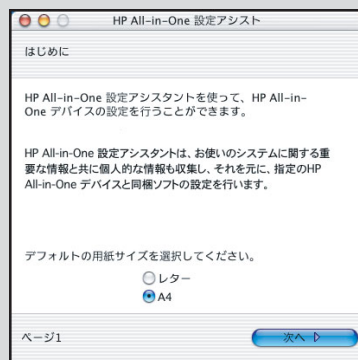 HP All-in-One 設定アシスト
はじめに
HP All-in-One 設定アシスタントを使って、HP All-in-
One デバイスの設定を行うことができます。
HP All-in-One 設定アシスタントは、お使いのシステムに関する重
要な情報と共に個人的な情報も収集し、それを元に、指定のHP
All-in-One デバイスと同梱ソフトの設定を行います。
デフォルトの用紙サイズを選択してください。
レター
A4
ページ1
次へ